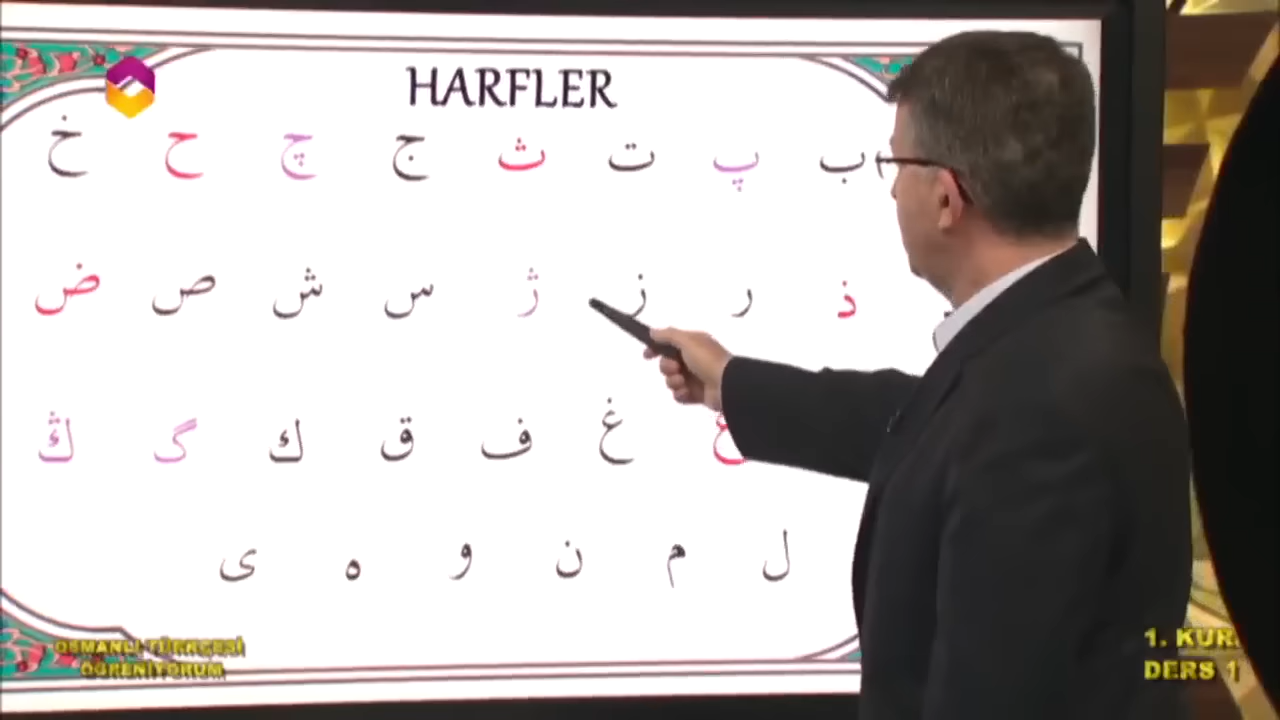 HARFLER
ب پ ت ث ج چ ح خ
ذ ر ز ژ س ش ص ض
ع غ ف ق ك گ ڭ
ل م ن و ه ى
OSMANLI TÜRKÇESİ
ÖĞRENİYORUM
1. KUR
DERS 1